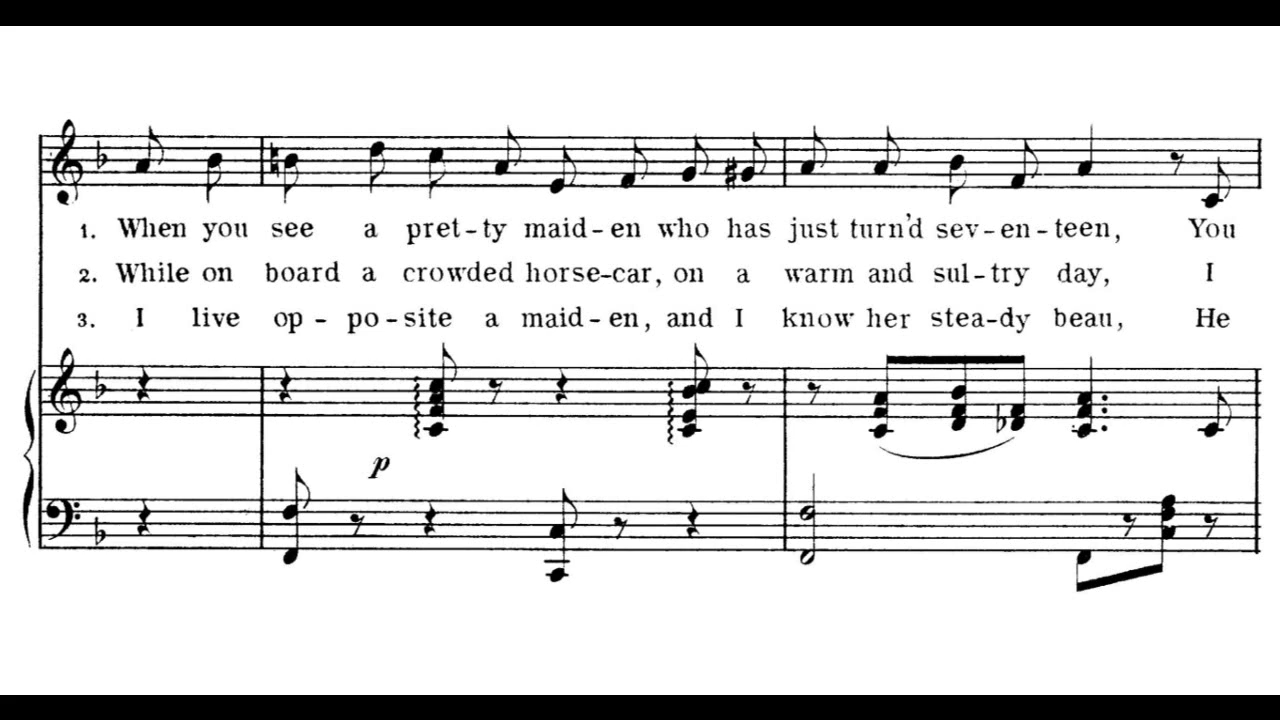 1. When you see a pret-ty maid-en who has just turn'd sev-en-teen, You
2. While on board a crowded horse-car, on a warm and sul-try day, I
3. I live op-po-site a maid-en, and I know her stea-dy beau, He
p